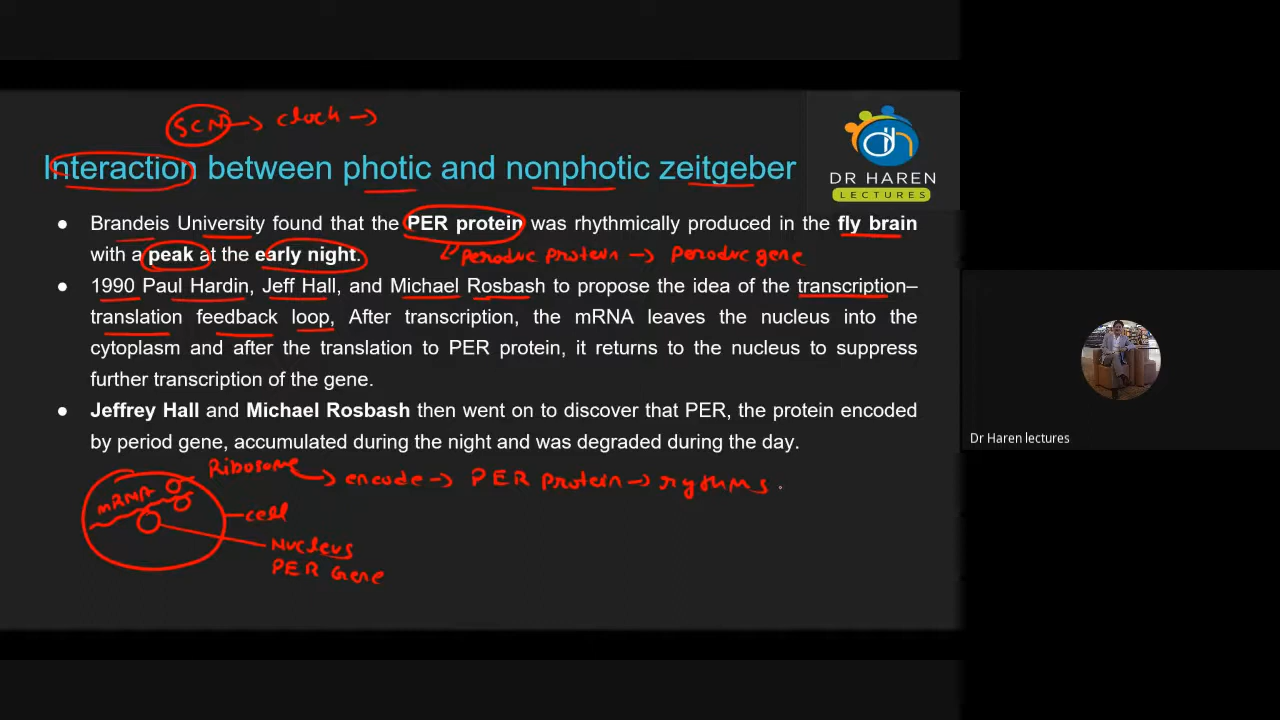 SCN → clock →
Interaction between photic and nonphotic zeitgeber
DR HAREN
LECTURES
● Brandeis University found that the PER protein was rhythmically produced in the fly brain
with a peak at the early night.
Peroduc protein → Peroduc gene
● 1990 Paul Hardin, Jeff Hall, and Michael Rosbash to propose the idea of the transcription–
translation feedback loop, After transcription, the mRNA leaves the nucleus into the
cytoplasm and after the translation to PER protein, it returns to the nucleus to suppress
further transcription of the gene.
● Jeffrey Hall and Michael Rosbash then went on to discover that PER, the protein encoded
by period gene, accumulated during the night and was degraded during the day.
Ribosome → encode → PER Protein → rythms
mRNA
cell
Nucleus
PER Gene
Dr Haren lectures